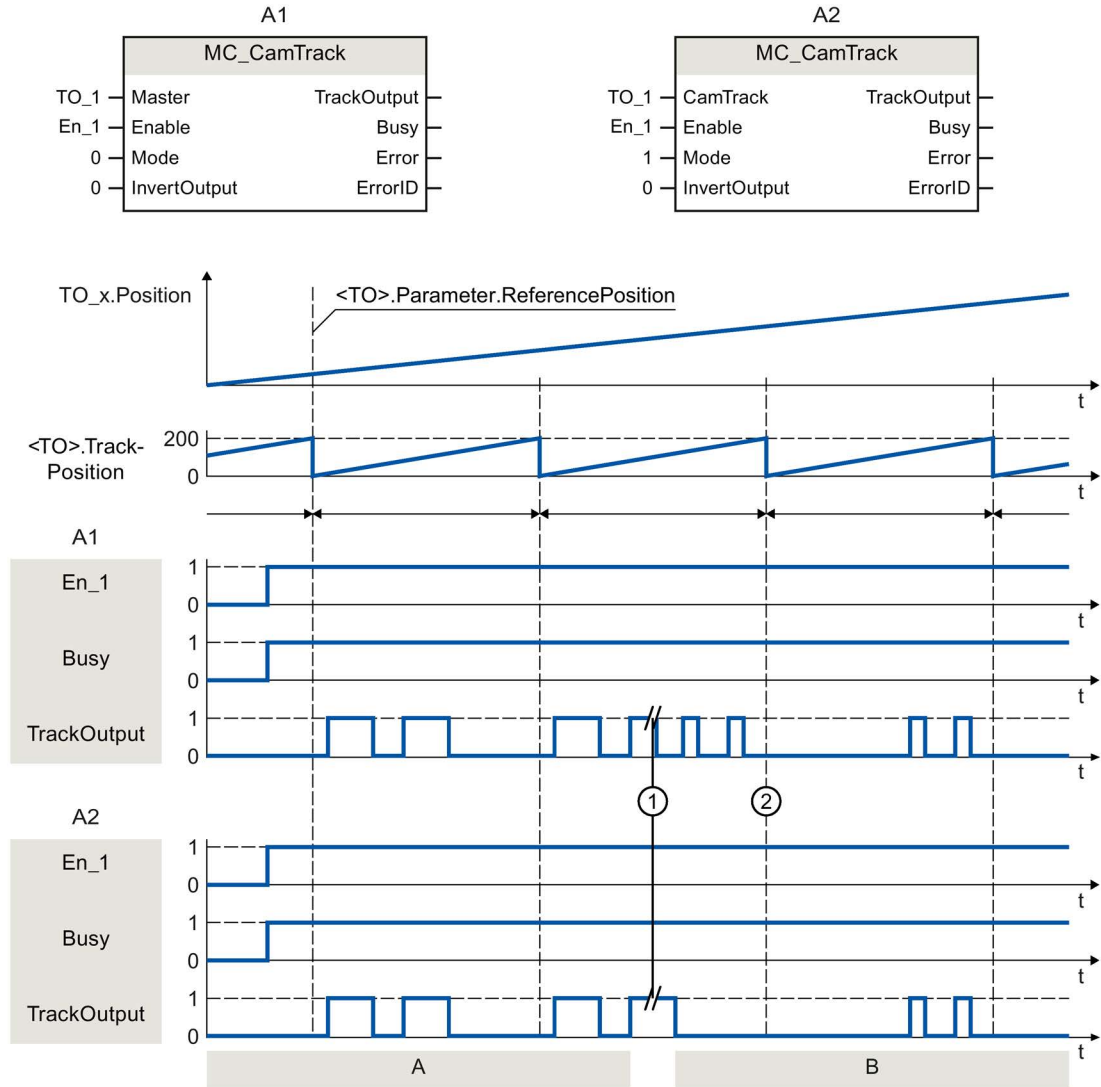 A1
A2
MC_CamTrack
MC_CamTrack
TO_1 Master TrackOutput
En_1 Enable Busy
0 Mode Error
0 InvertOutput ErrorID
TO_1 CamTrack TrackOutput
En_1 Enable Busy
1 Mode Error
0 InvertOutput ErrorID
TO_x.Position
<TO>.Parameter.ReferencePosition
t
<TO>.Track-
Position
200
0
t
A1
En_1
1
0
t
Busy
1
0
t
TrackOutput
1
0
t
1
2
A2
En_1
1
0
t
Busy
1
0
t
TrackOutput
1
0
t
A
B